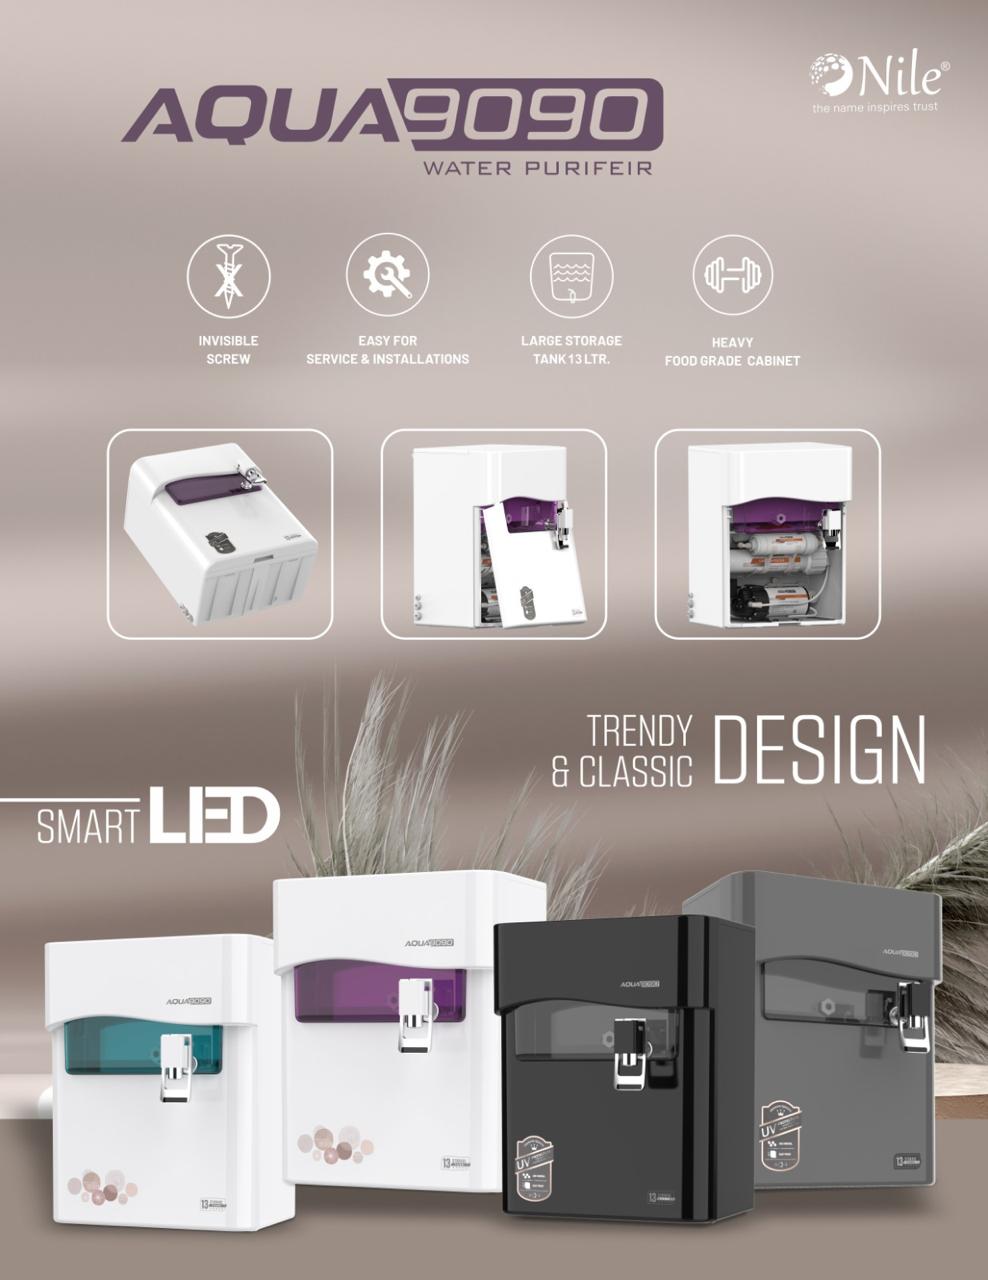 Nile®
the name inspires trust
AQUA9090
WATER PURIFEIR
INVISIBLE
SCREW
EASY FOR
SERVICE & INSTALLATIONS
LARGE STORAGE
TANK 13 LTR.
HEAVY
FOOD GRADE CABINET
TRENDY
& CLASSIC
DESIGN
SMART LED
AQUA9090
AQUA9090
AQUA9090
AQUA9090
UV
UV
13
13
13
13